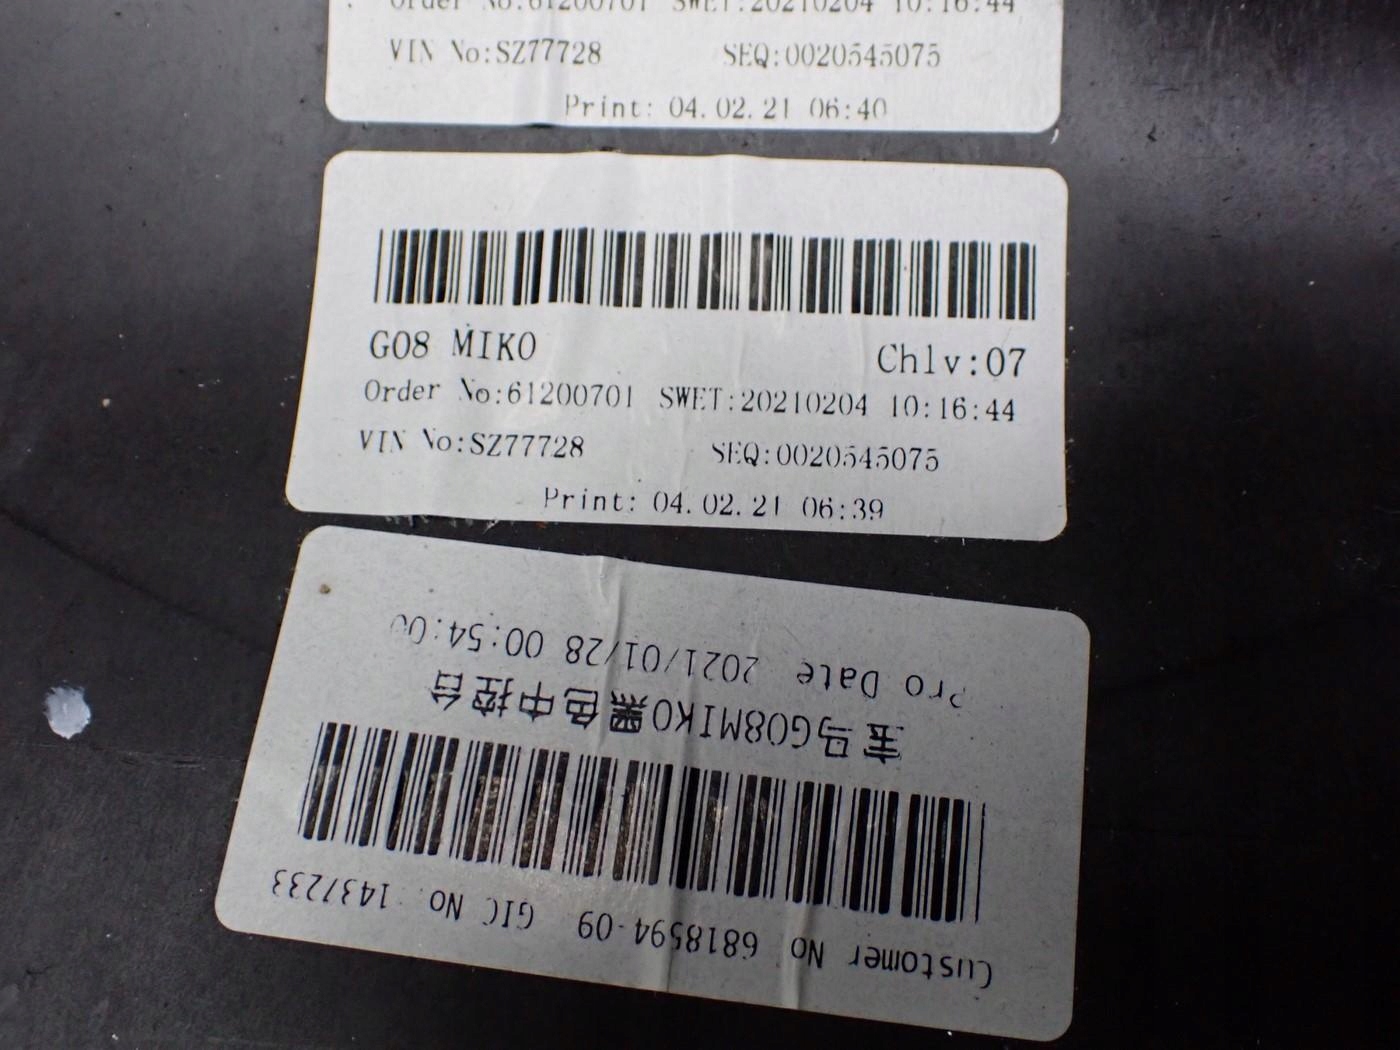 Order No:61200701 SWET:20210204 10:16:44
VIN No:SZ77728 SEQ:0020545075
Print: 04.02.21 06:40
G08 MIKO Chlv:07
Order No:61200701 SWET:20210204 10:16:44
VIN No:SZ77728 SEQ:0020545075
Print: 04.02.21 06:39
Customer No 6818594-09 GIC No 1437233
宝马G08MIKO黑色中控台
Pro Date 2021/01/28 00:54:00